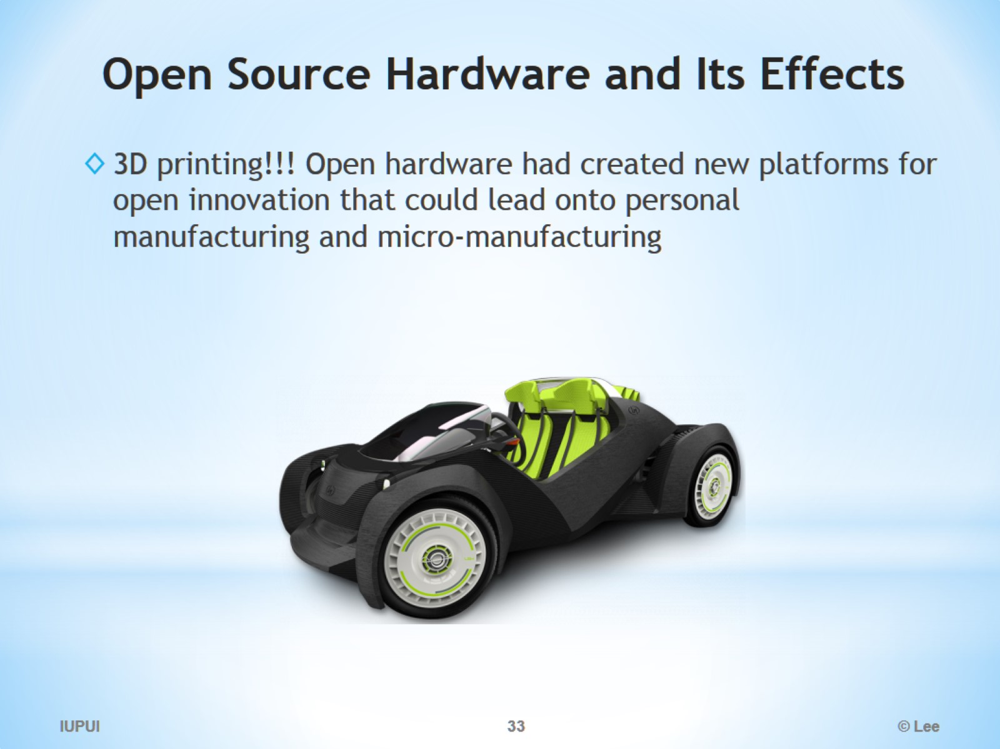 Open Source Hardware and Its Effects
3D printing!!! Open hardware had created new platforms for
open innovation that could lead onto personal
manufacturing and micro-manufacturing
IUPUI
33
© Lee